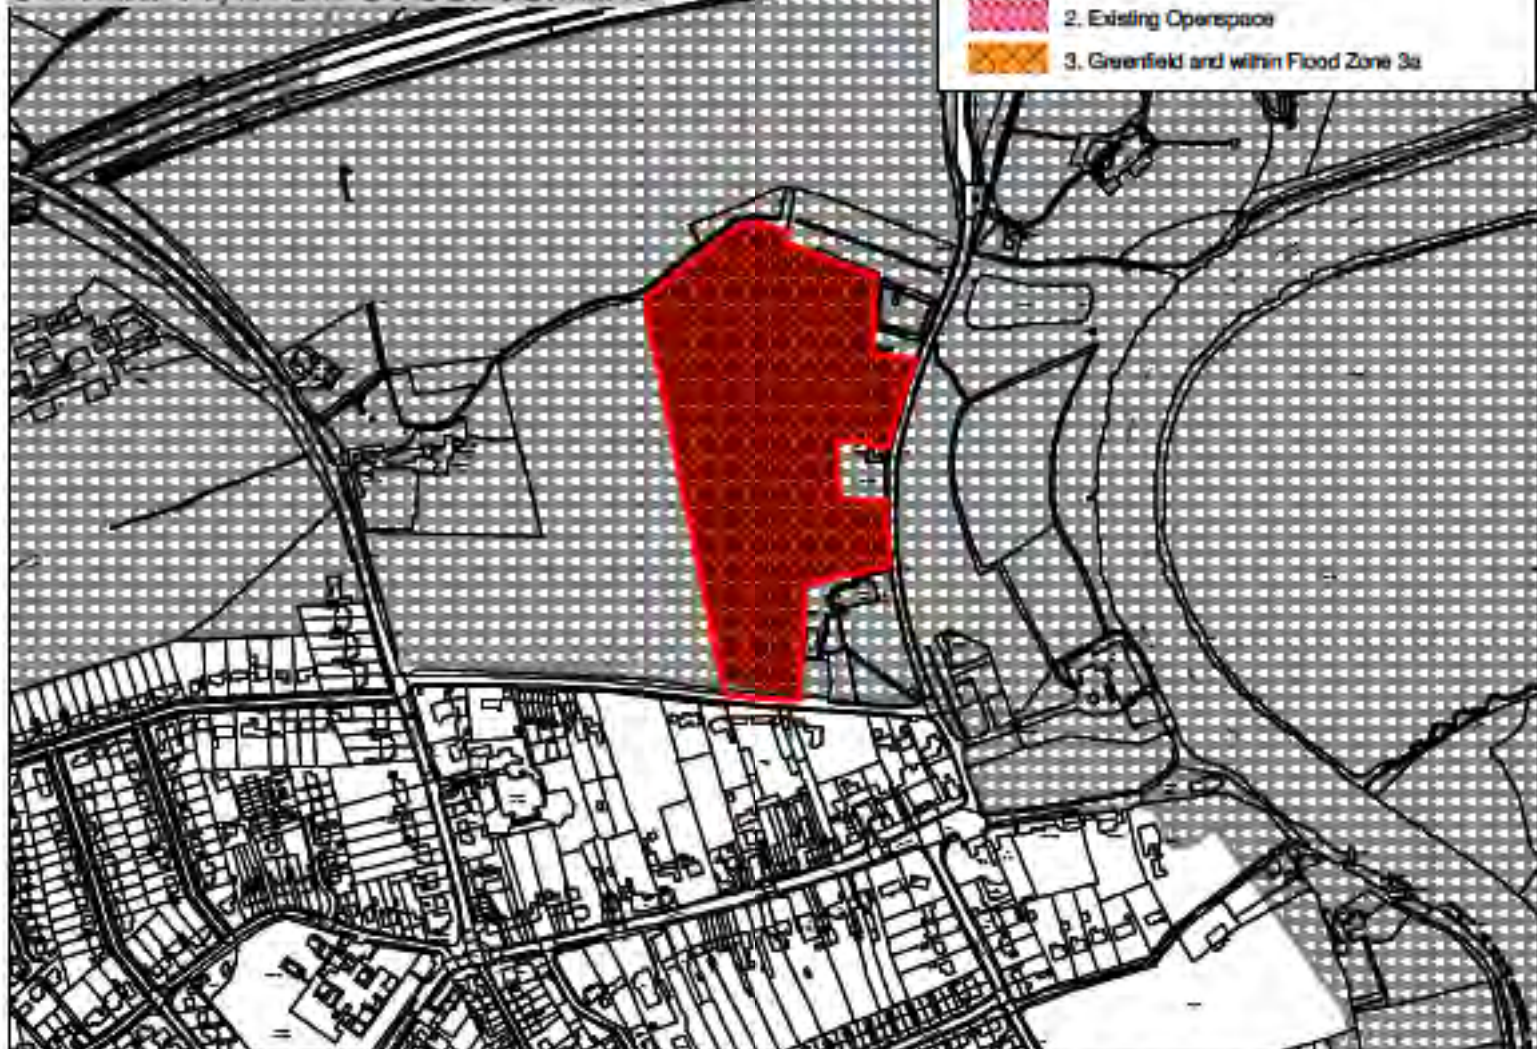 2. Existing Openspace
3. Greenfield and within Flood Zone 3a